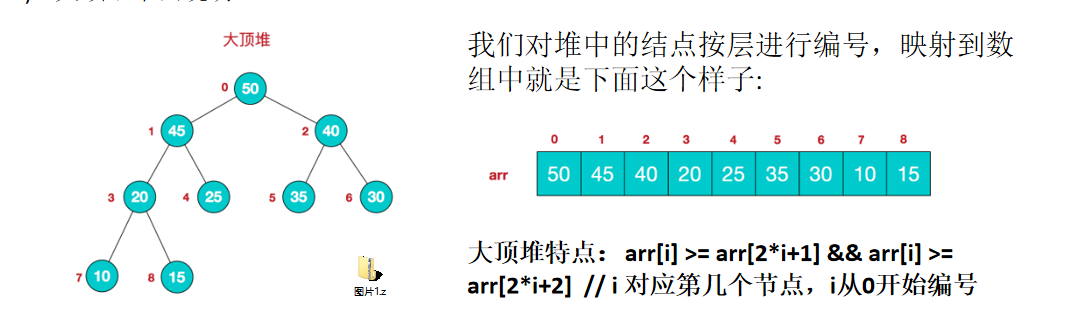 大顶堆
0 50
1 45
2 40
3 20
4 25
5 35
6 30
7 10
8 15
图片1.z
我们对堆中的结点按层进行编号，映射到数
组中就是下面这个样子:
0 1 2 3 4 5 6 7 8
arr 50 45 40 20 25 35 30 10 15
大顶堆特点：arr[i] >= arr[2*i+1] && arr[i] >=
arr[2*i+2] // i 对应第几个节点，i从0开始编号